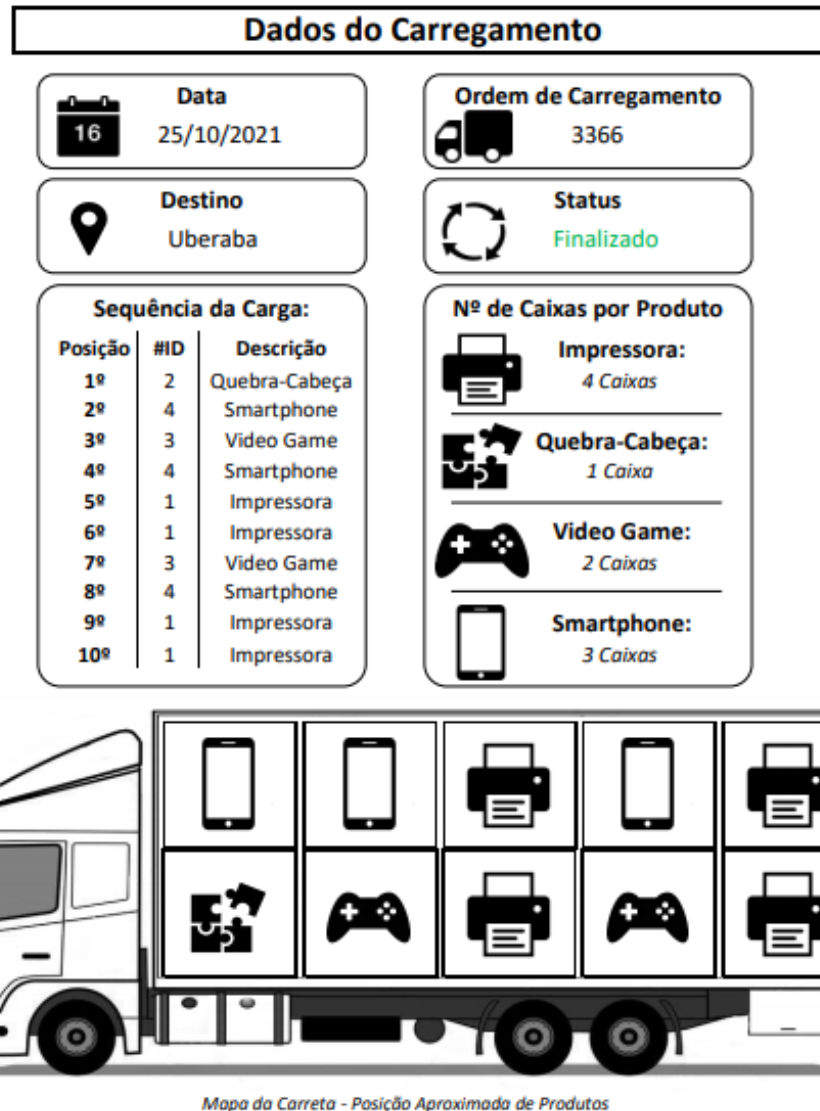 Dados do Carregamento
Data
16
25/10/2021
Ordem de Carregamento
3366
Destino
Uberaba
Status
Finalizado
Sequência da Carga:
Posição #ID Descrição
1º 2 Quebra-Cabeça
2º 4 Smartphone
3º 3 Video Game
4º 4 Smartphone
5º 1 Impressora
6º 1 Impressora
7º 3 Video Game
8º 4 Smartphone
9º 1 Impressora
10º 1 Impressora
Nº de Caixas por Produto
Impressora:
4 Caixas
Quebra-Cabeça:
1 Caixa
Video Game:
2 Caixas
Smartphone:
3 Caixas
Mapa da Carreta - Posição Aproximada de Produtos